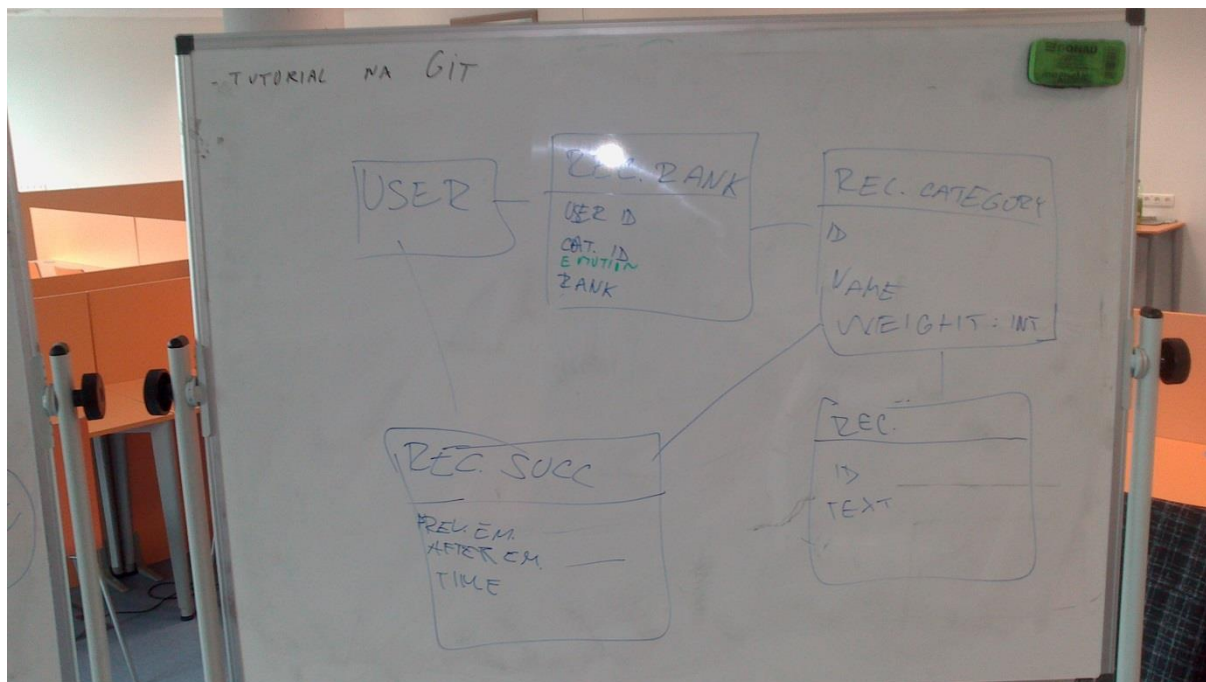 - TUTORIAL NA GIT
USER
REC. RANK
USER ID
CAT. ID
EMOTION
RANK
REC. CATEGORY
ID
NAME
WEIGHT: INT
REC. SUCC
PREV. EM.
AFTER EM.
TIME
REC.
ID
TEXT